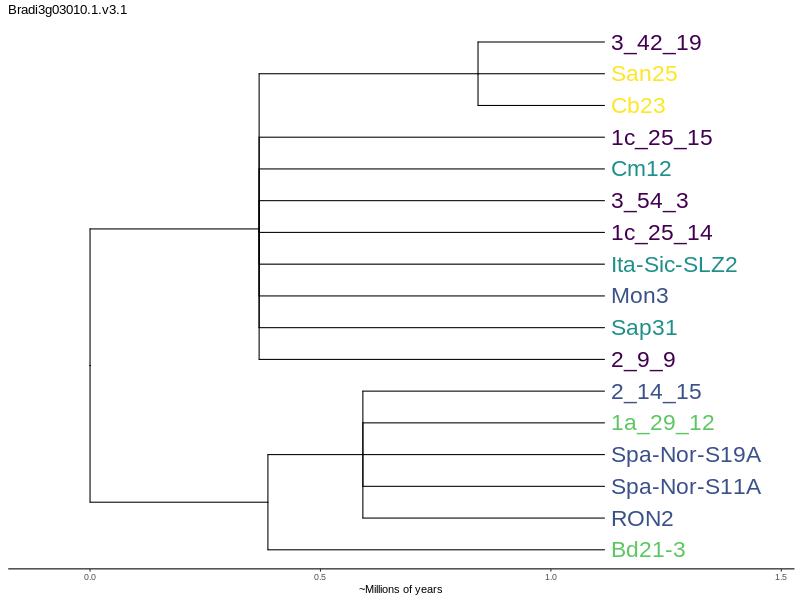 Bradi3g03010.1.v3.1
3_42_19
San25
Cb23
1c_25_15
Cm12
3_54_3
1c_25_14
Ita-Sic-SLZ2
Mon3
Sap31
2_9_9
2_14_15
1a_29_12
Spa-Nor-S19A
Spa-Nor-S11A
RON2
Bd21-3
0.0 0.5 1.0 1.5
~Millions of years